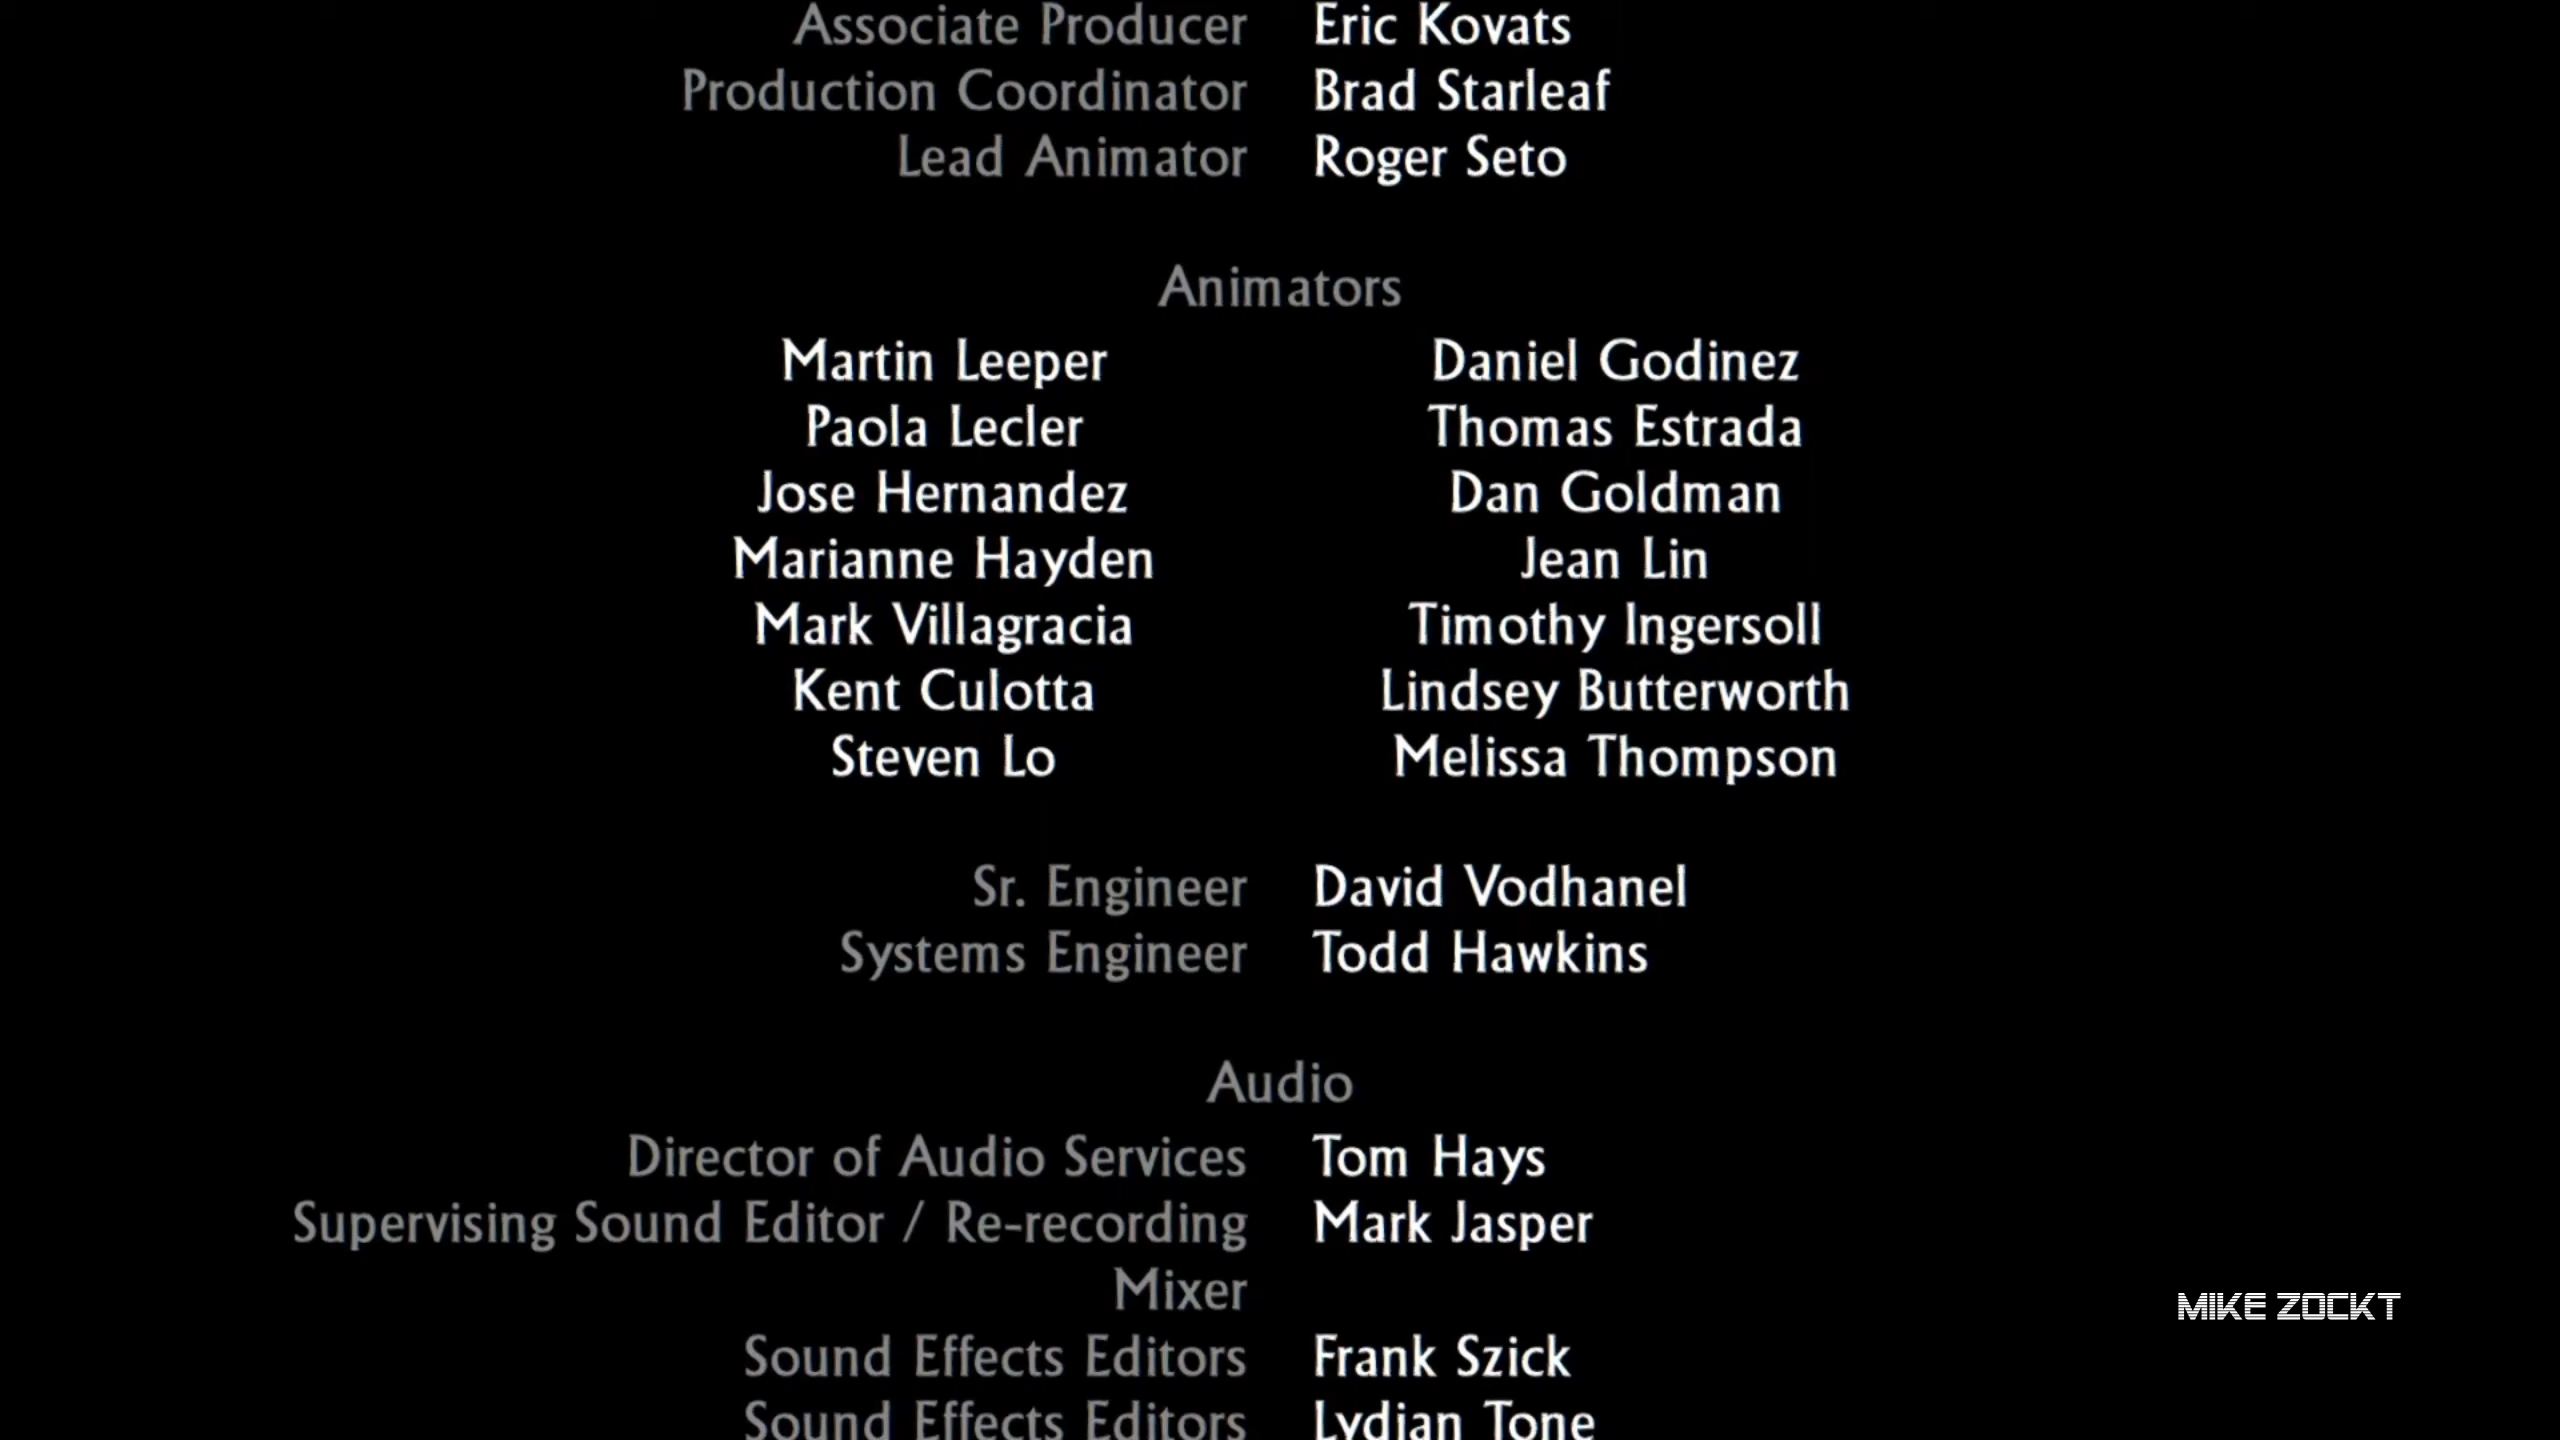 Associate Producer Eric Kovats
Production Coordinator Brad Starleaf
Lead Animator Roger Seto
Animators
Martin Leeper Daniel Godinez
Paola Lecler Thomas Estrada
Jose Hernandez Dan Goldman
Marianne Hayden Jean Lin
Mark Villagracia Timothy Ingersoll
Kent Culotta Lindsey Butterworth
Steven Lo Melissa Thompson
Sr. Engineer David Vodhanel
Systems Engineer Todd Hawkins
Audio
Director of Audio Services Tom Hays
Supervising Sound Editor / Re-recording Mark Jasper
Mixer
MIKE ZOCKT
Sound Effects Editors Frank Szick
Sound Effects Editors Lydian Tone